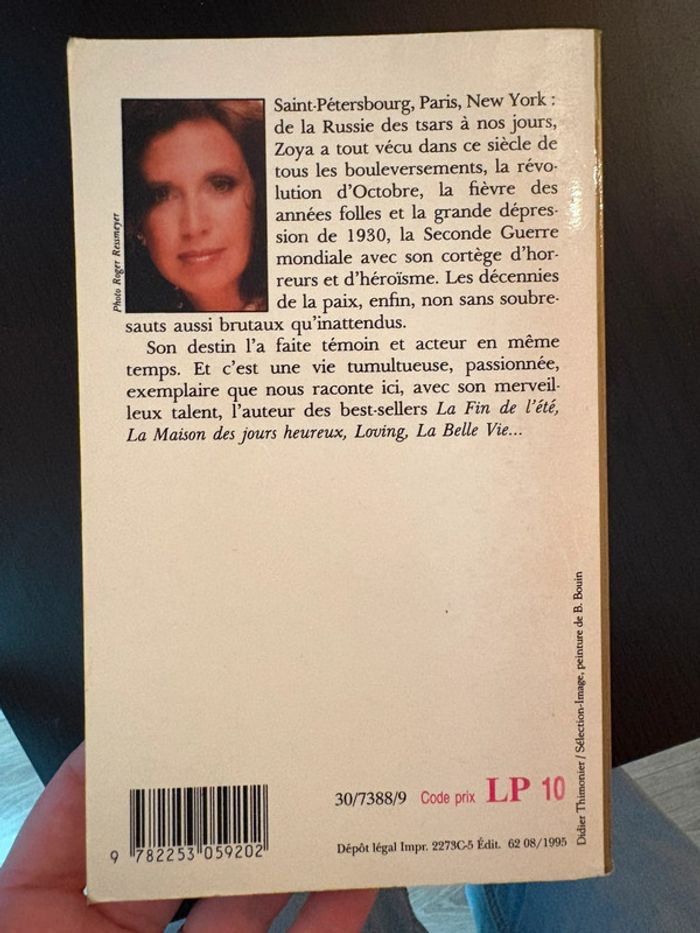 Saint-Pétersbourg, Paris, New York :
de la Russie des tsars à nos jours,
Zoya a tout vécu dans ce siècle de
tous les bouleversements, la révo-
lution d'Octobre, la fièvre des
années folles et la grande dépres-
sion de 1930, la Seconde Guerre
mondiale avec son cortège d'hor-
reurs et d'héroïsme. Les décennies
de la paix, enfin, non sans soubre-
sauts aussi brutaux qu'inattendus.
Son destin l'a faite témoin et acteur en même
temps. Et c'est une vie tumultueuse, passionnée,
exemplaire que nous raconte ici, avec son merveil-
leux talent, l'auteur des best-sellers La Fin de l'été,
La Maison des jours heureux, Loving, La Belle Vie...
Photo Roger Ressmeyer
Didier Thimonier / Sélection-Image, peinture de B. Bouin
30/7388/9 Code prix LP 10
9 782253 059202
Dépôt légal Impr. 2273C-5 Édit. 62 08/1995